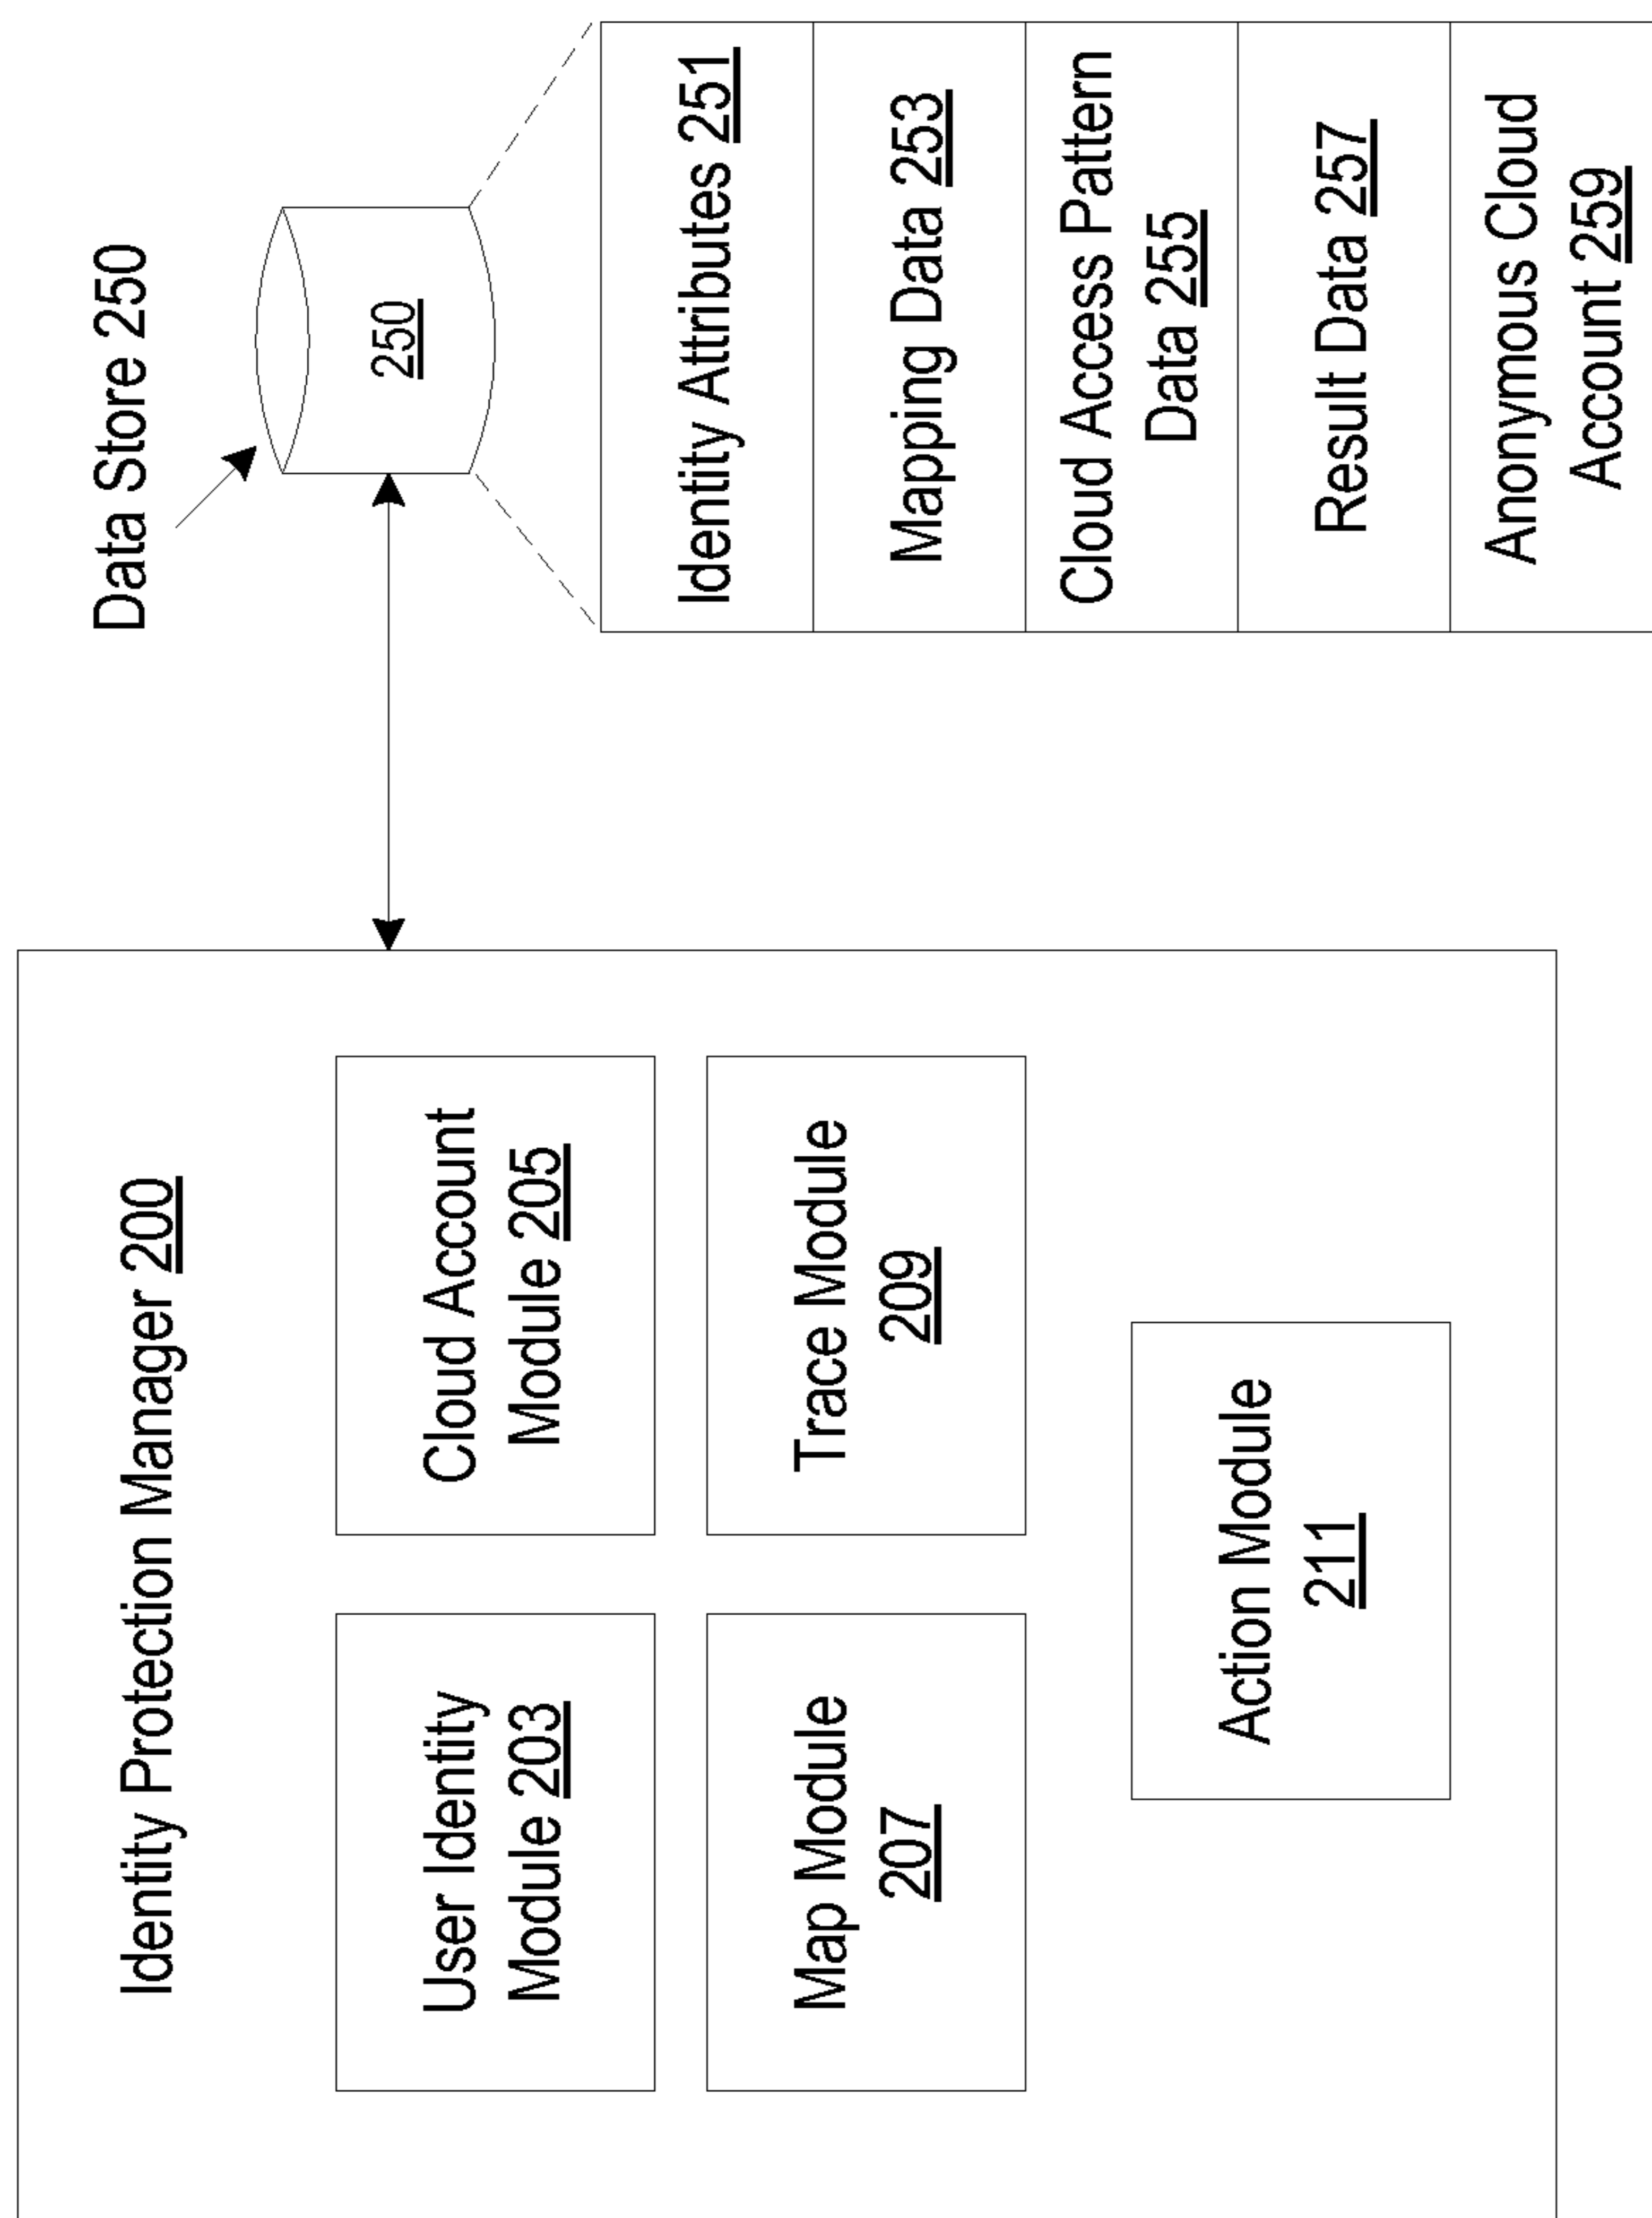 Identity Protection Manager 200
User Identity
Module 203
Cloud Account
Module 205
Map Module
207
Trace Module
209
Action Module
211
Data Store 250
250
Identity Attributes 251
Mapping Data 253
Cloud Access Pattern
Data 255
Result Data 257
Anonymous Cloud
Account 259